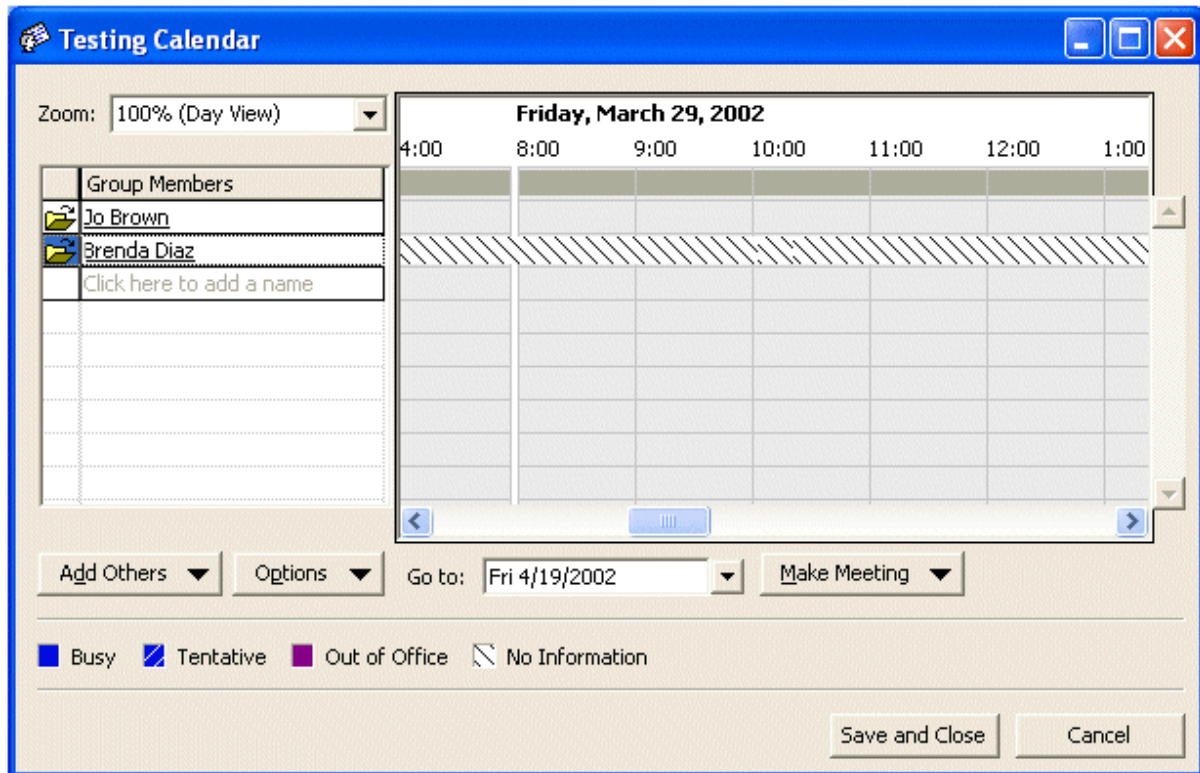 Testing Calendar
Zoom: 100% (Day View)
Friday, March 29, 2002
4:00 8:00 9:00 10:00 11:00 12:00 1:00
Group Members
Jo Brown
Brenda Diaz
Click here to add a name
Add Others Options Go to: Fri 4/19/2002 Make Meeting
Busy Tentative Out of Office No Information
Save and Close Cancel